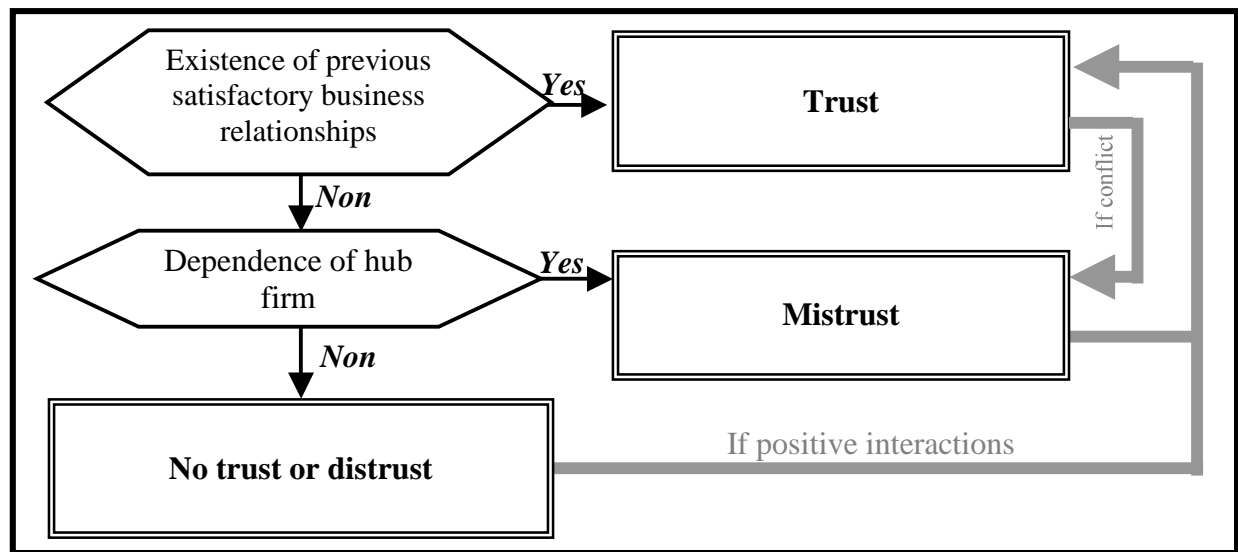 Existence of previous
satisfactory business
relationships
Yes
Trust
If conflict
Non
Dependence of hub
firm
Yes
Mistrust
Non
No trust or distrust
If positive interactions